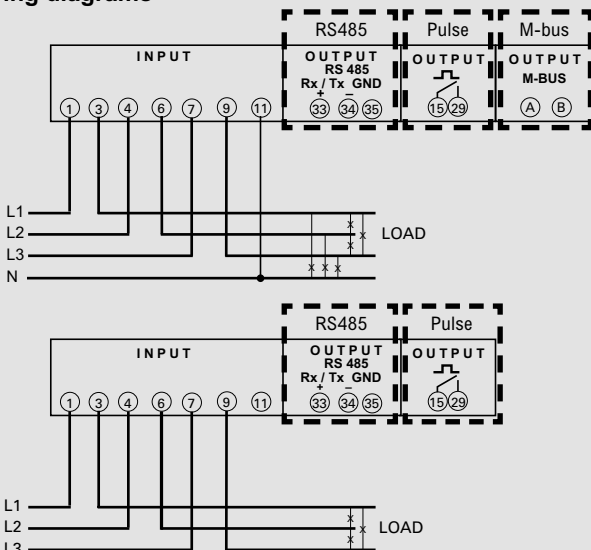 ing diagrams
RS485 Pulse M-bus
INPUT OUTPUT OUTPUT OUTPUT
RS 485 M-BUS
Rx / Tx GND
+ –
1 3 4 6 7 9 11 33 34 35 15 29 A B
L1
L2 LOAD
L3
N
RS485 Pulse
INPUT OUTPUT OUTPUT
RS 485
Rx / Tx GND
+ –
1 3 4 6 7 9 11 33 34 35 15 29
L1
L2 LOAD
L3